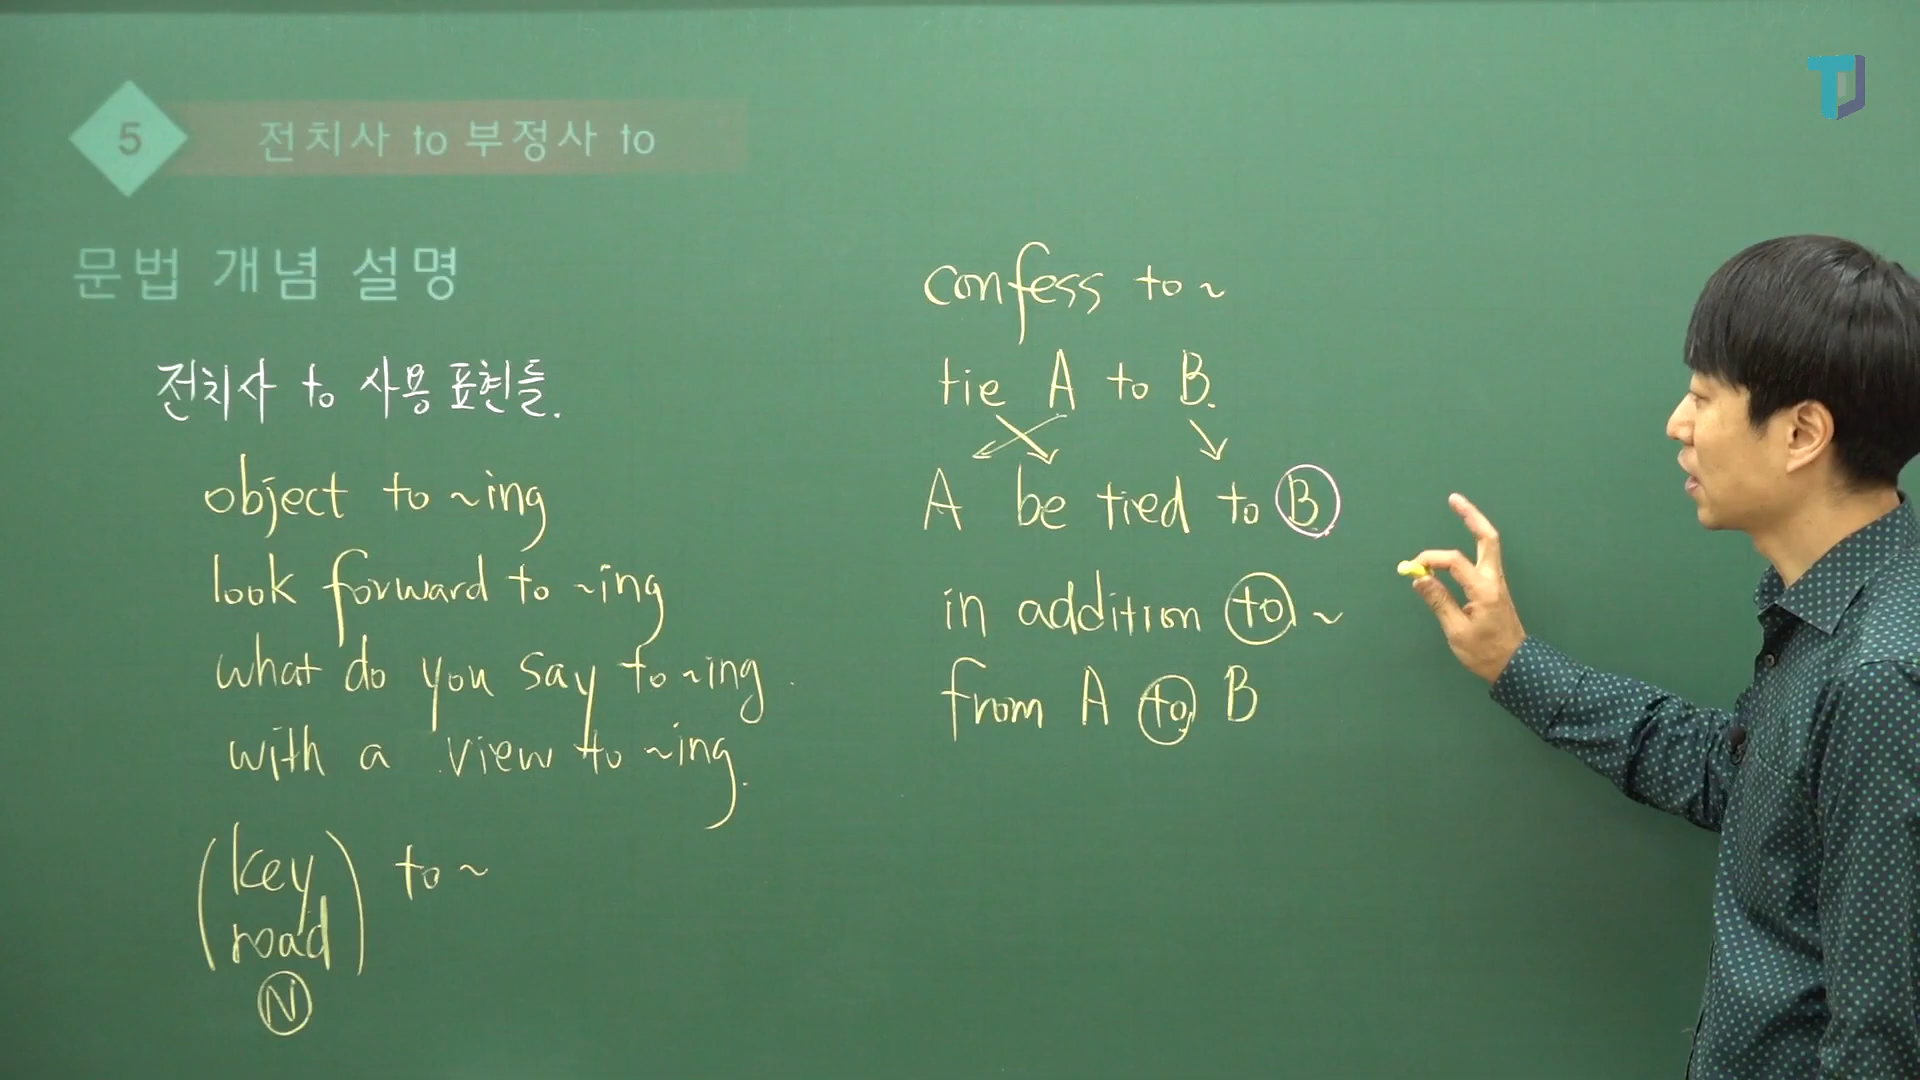 5 전치사 to 부정사 to
문법 개념 설명
전치사 to 사용 표현들.
object to ~ing
look forward to ~ing
what do you say to ~ing.
with a view to ~ing.
(key road) to ~
N
confess to ~
tie A to B.
A be tied to B
in addition to ~
from A to B
TJ